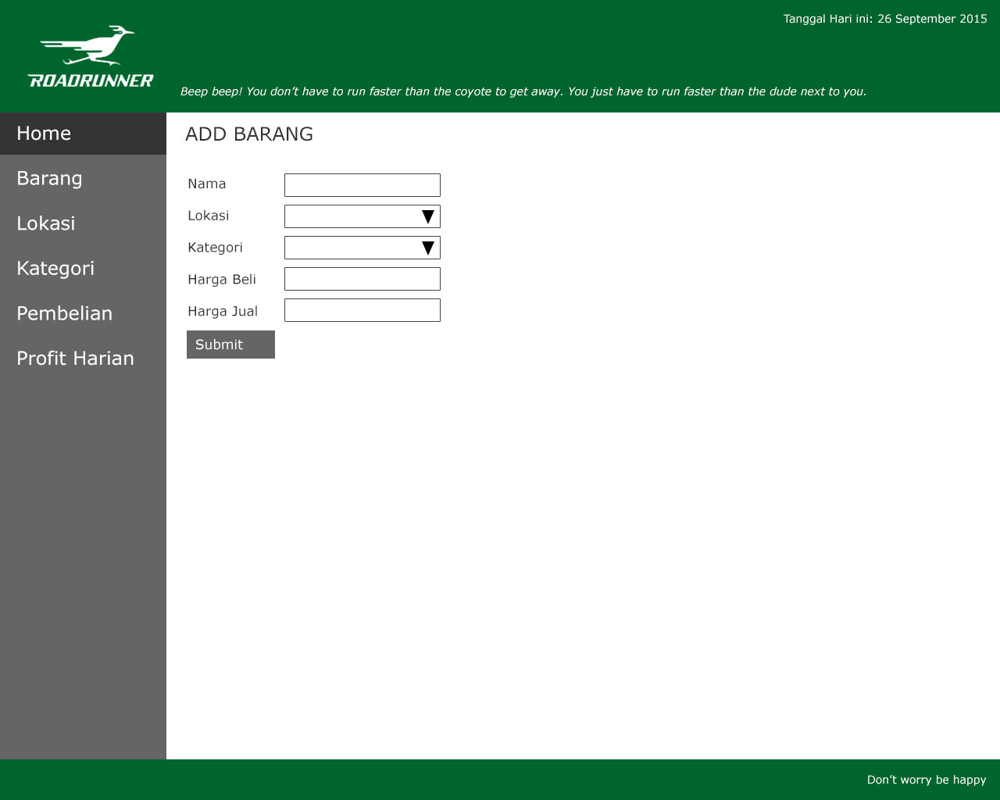 Tanggal Hari ini: 26 September 2015
ROADRUNNER
Beep beep! You don’t have to run faster than the coyote to get away. You just have to run faster than the dude next to you.
Home
Barang
Lokasi
Kategori
Pembelian
Profit Harian
ADD BARANG
Nama
Lokasi
Kategori
Harga Beli
Harga Jual
Submit
Don’t worry be happy